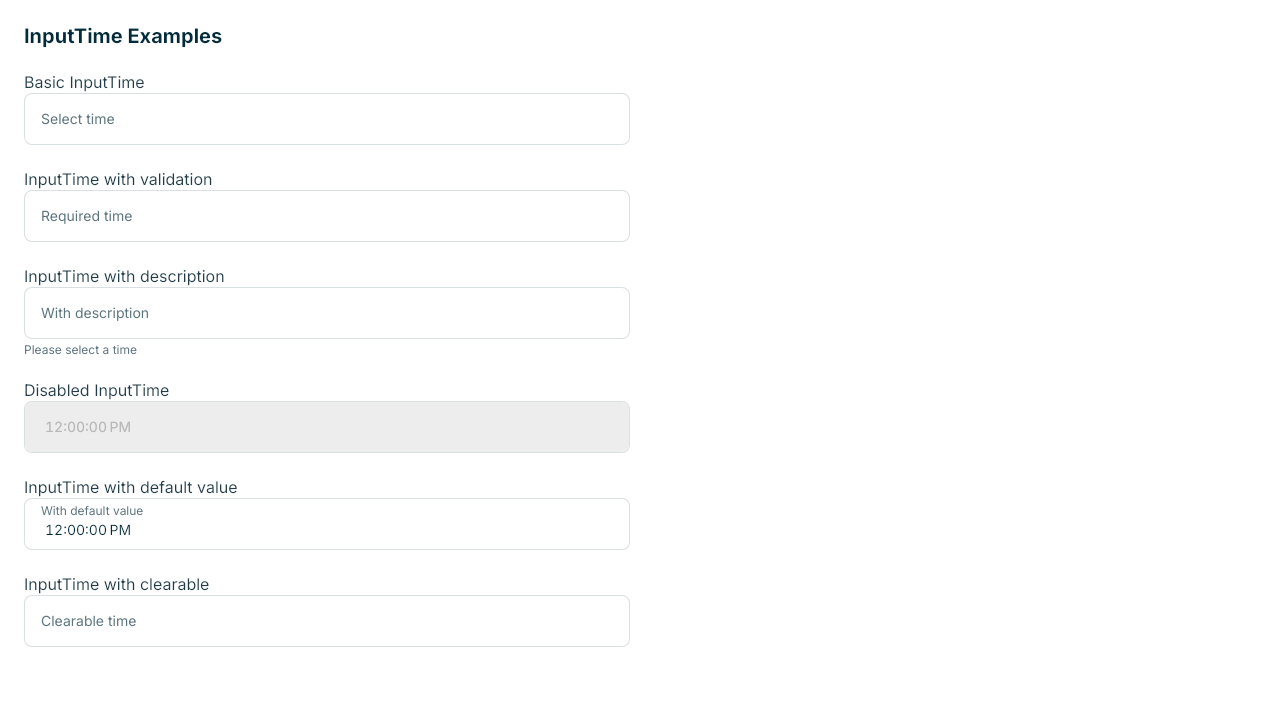 InputTime Examples
Basic InputTime
Select time
InputTime with validation
Required time
InputTime with description
With description
Please select a time
Disabled InputTime
12:00:00 PM
InputTime with default value
With default value
12:00:00 PM
InputTime with clearable
Clearable time